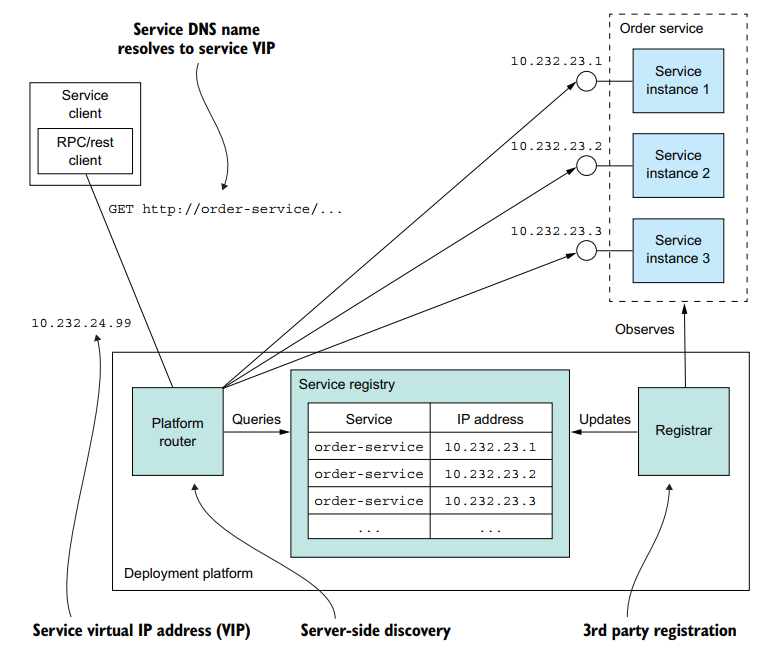 Service DNS name
resolves to service VIP
Order service
10.232.23.1
Service
instance 1
Service
client
RPC/rest
client
10.232.23.2
Service
instance 2
GET http://order-service/...
10.232.23.3
Service
instance 3
10.232.24.99
Observes
Service registry
Platform
router
Queries
Service
IP address
order-service
10.232.23.1
order-service
10.232.23.2
order-service
10.232.23.3
...
...
Updates
Registrar
Deployment platform
Service virtual IP address (VIP)
Server-side discovery
3rd party registration